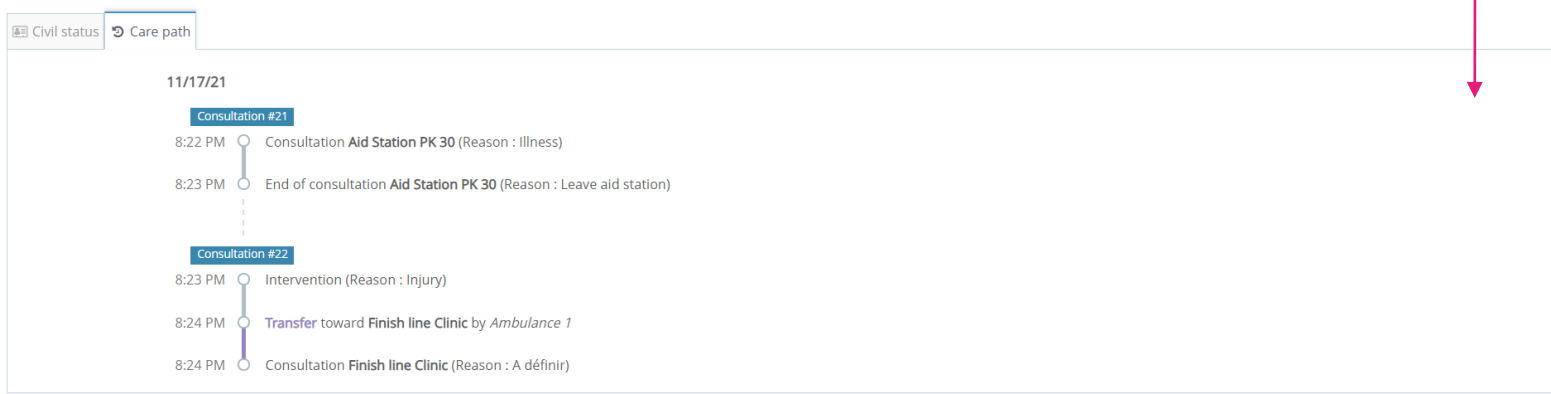 Civil status Care path
11/17/21
Consultation #21
8:22 PM Consultation Aid Station PK 30 (Reason : Illness)
8:23 PM End of consultation Aid Station PK 30 (Reason : Leave aid station)
Consultation #22
8:23 PM Intervention (Reason : Injury)
8:24 PM Transfer toward Finish line Clinic by Ambulance 1
8:24 PM Consultation Finish line Clinic (Reason : A définir)